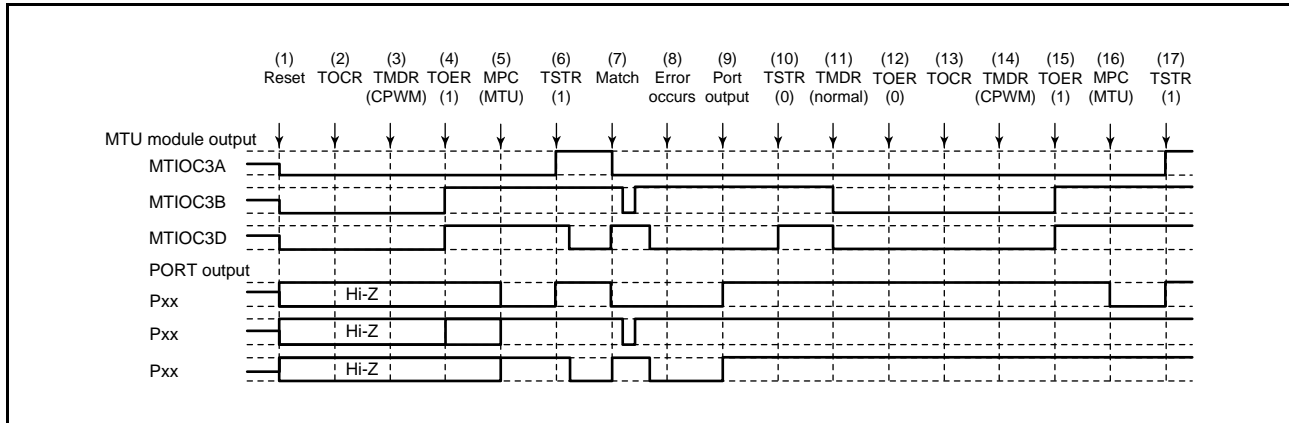 (1) (2) (3) (4) (5) (6) (7) (8) (9) (10) (11) (12) (13) (14) (15) (16) (17)
Reset TOCR TMDR TOER MPC TSTR Match Error Port TSTR TMDR TOER TOCR TMDR TOER MPC TSTR
(CPWM) (1) (MTU) (1) occurs output (0) (normal) (0) (CPWM) (1) (MTU) (1)
MTU module output
MTIOC3A
MTIOC3B
MTIOC3D
PORT output
Pxx Hi-Z
Pxx Hi-Z
Pxx Hi-Z